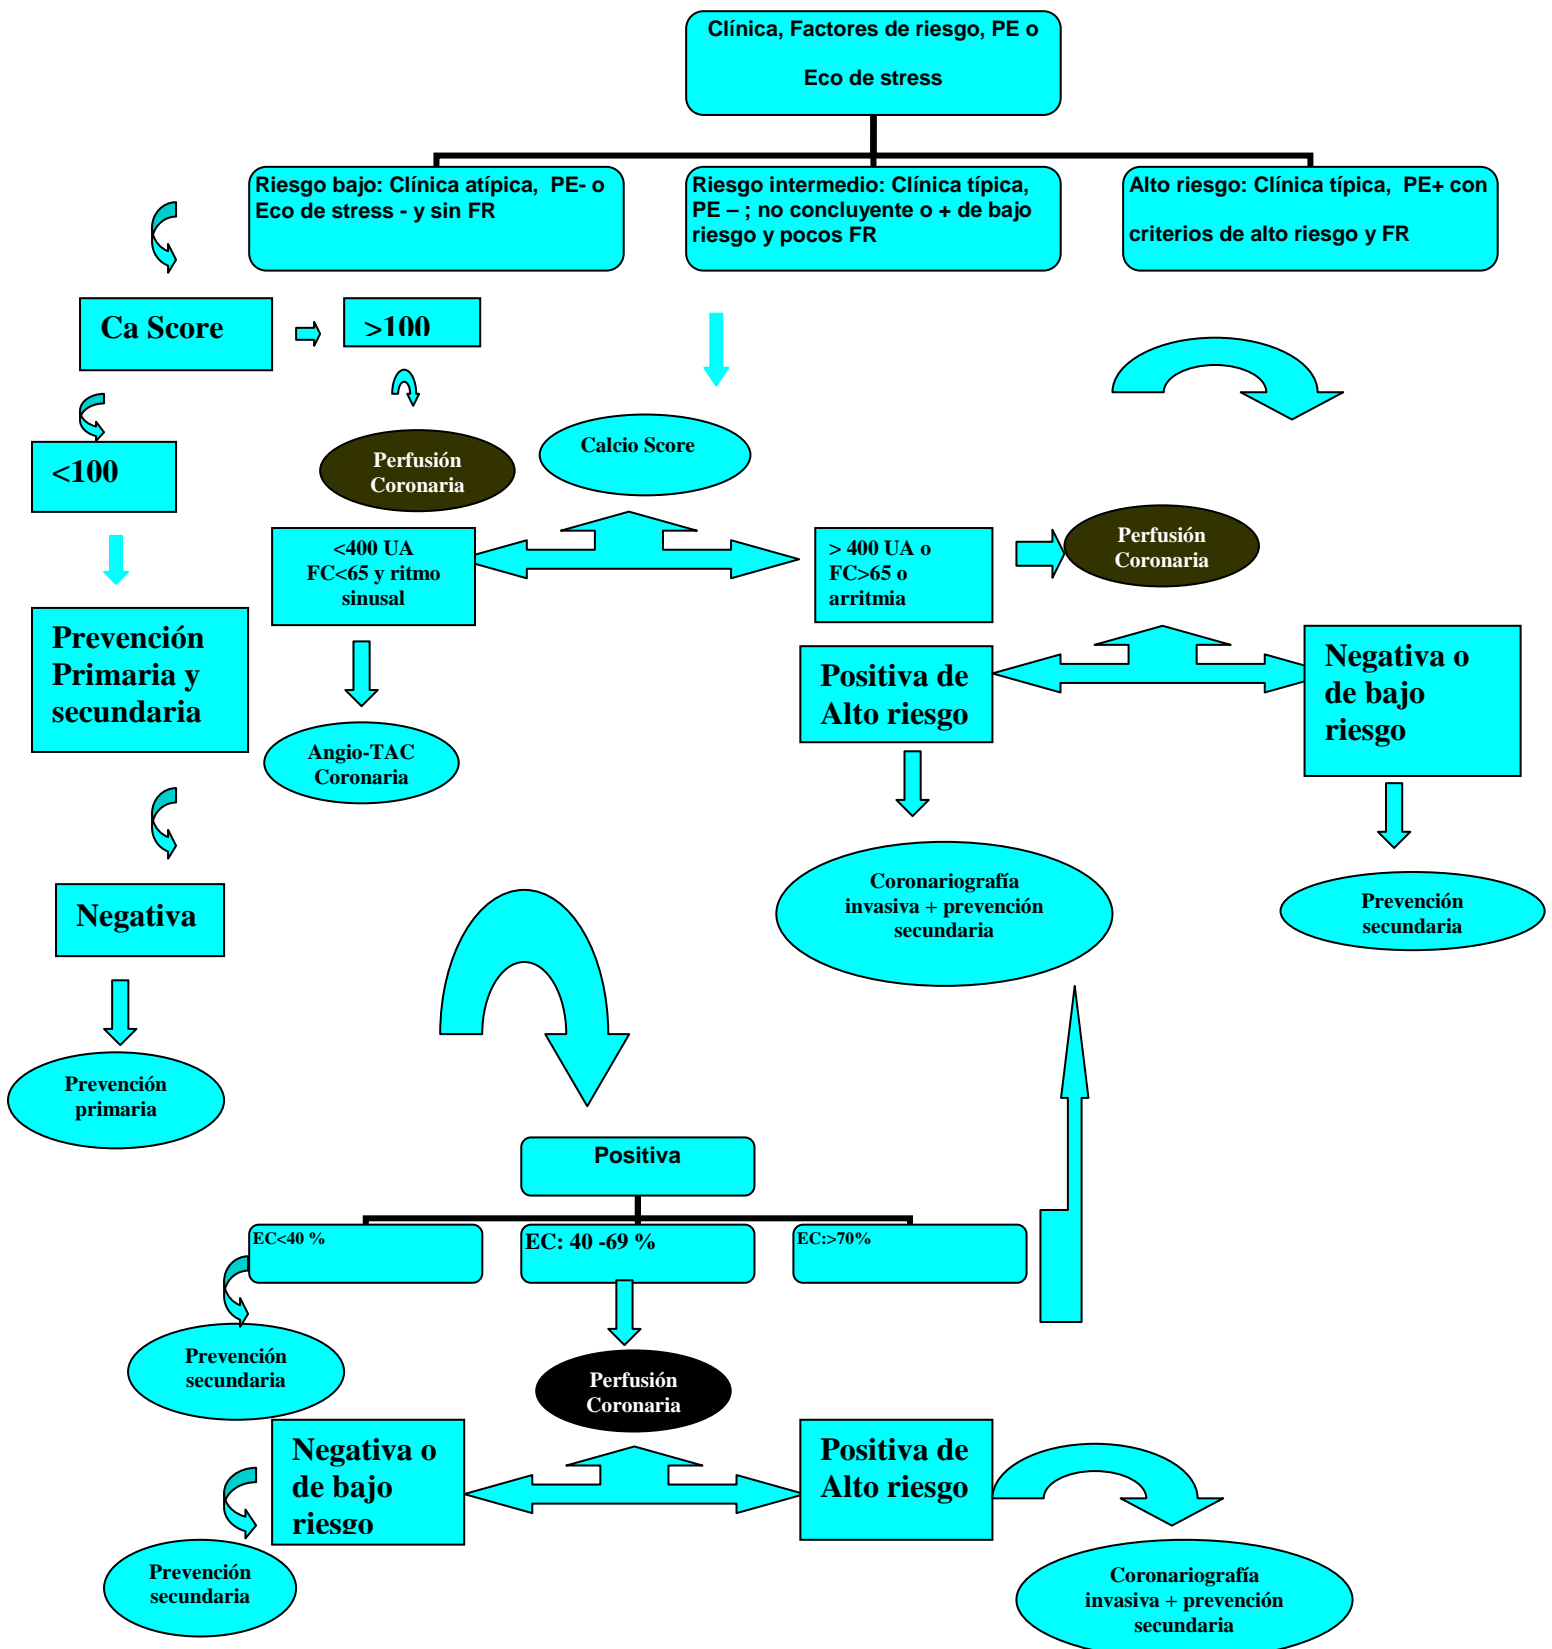 Clínica, Factores de riesgo, PE o
Eco de stress
Riesgo bajo: Clínica atípica, PE- o
Eco de stress - y sin FR
Riesgo intermedio: Clínica típica,
PE – ; no concluyente o + de bajo
riesgo y pocos FR
Alto riesgo: Clínica típica, PE+ con
criterios de alto riesgo y FR
Ca Score
>100
<100
Perfusión
Coronaria
Calcio Score
<400 UA
FC<65 y ritmo
sinusal
> 400 UA o
FC>65 o
arritmia
Perfusión
Coronaria
Prevención
Primaria y
secundaria
Positiva de
Alto riesgo
Negativa o
de bajo
riesgo
Angio-TAC
Coronaria
Negativa
Coronariografía
invasiva + prevención
secundaria
Prevención
secundaria
Prevención
primaria
Positiva
EC<40 %
EC: 40 -69 %
EC:>70%
Prevención
secundaria
Perfusión
Coronaria
Negativa o
de bajo
riesgo
Positiva de
Alto riesgo
Prevención
secundaria
Coronariografía
invasiva + prevención
secundaria